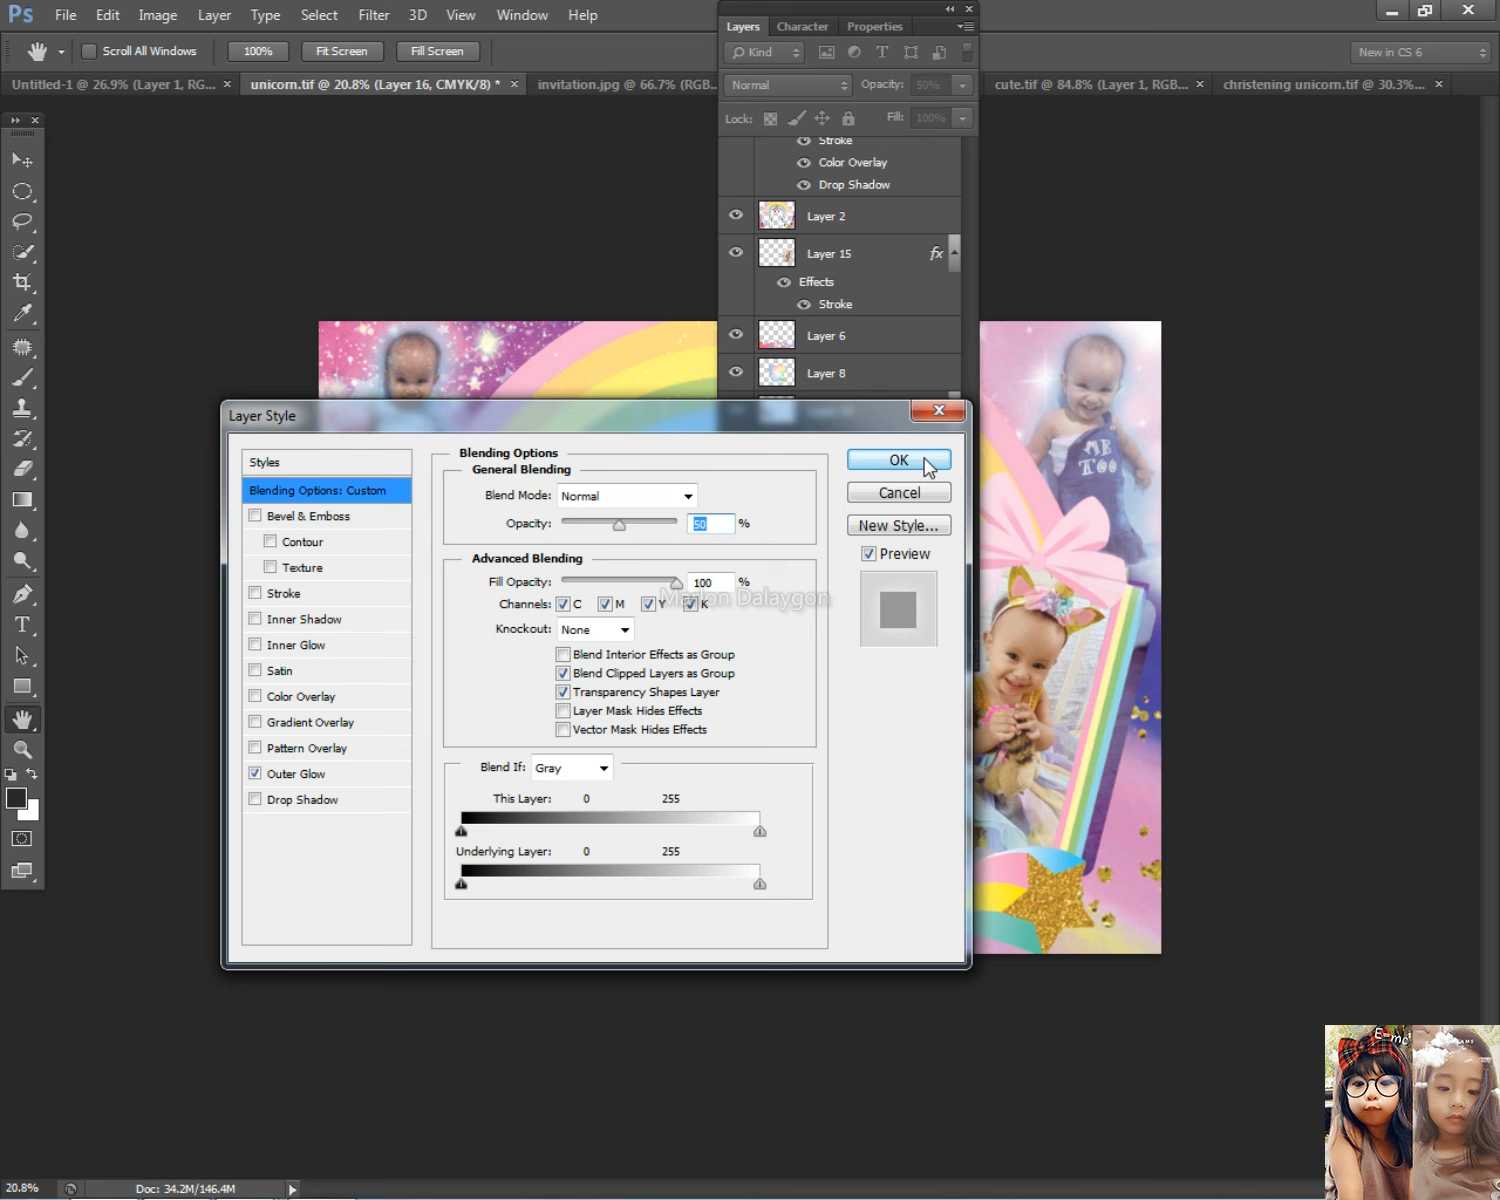 Ps File Edit Image Layer Type Select Filter 3D View Window Help
Scroll All Windows 100% Fit Screen Fill Screen
New in CS 6
Untitled-1 @ 26.9% (Layer 1, RG... × unicorn.tif @ 20.8% (Layer 16, CMYK/8) * × invitation.jpg @ 66.7% (RGB... cute.tif @ 84.8% (Layer 1, RGB... × christening unicorn.tif @ 30.3%... ×
Layers Character Properties
Kind
Normal Opacity: 50%
Lock: Fill: 100%
Stroke
Color Overlay
Drop Shadow
Layer 2
Layer 15 fx
Effects
Stroke
Layer 6
Layer 8
ME
TOO
Layer Style
Styles
Blending Options: Custom
Bevel & Emboss
Contour
Texture
Stroke
Inner Shadow
Inner Glow
Satin
Color Overlay
Gradient Overlay
Pattern Overlay
Outer Glow
Drop Shadow
Blending Options
General Blending
Blend Mode: Normal
Opacity: 50 %
Advanced Blending
Fill Opacity: 100 %
Channels: C M Y K
Marlon Dalaygon
Knockout: None
Blend Interior Effects as Group
Blend Clipped Layers as Group
Transparency Shapes Layer
Layer Mask Hides Effects
Vector Mask Hides Effects
Blend If: Gray
This Layer: 0 255
Underlying Layer: 0 255
OK
Cancel
New Style...
Preview
E=mc²
20.8% Doc: 34.2M/146.4M